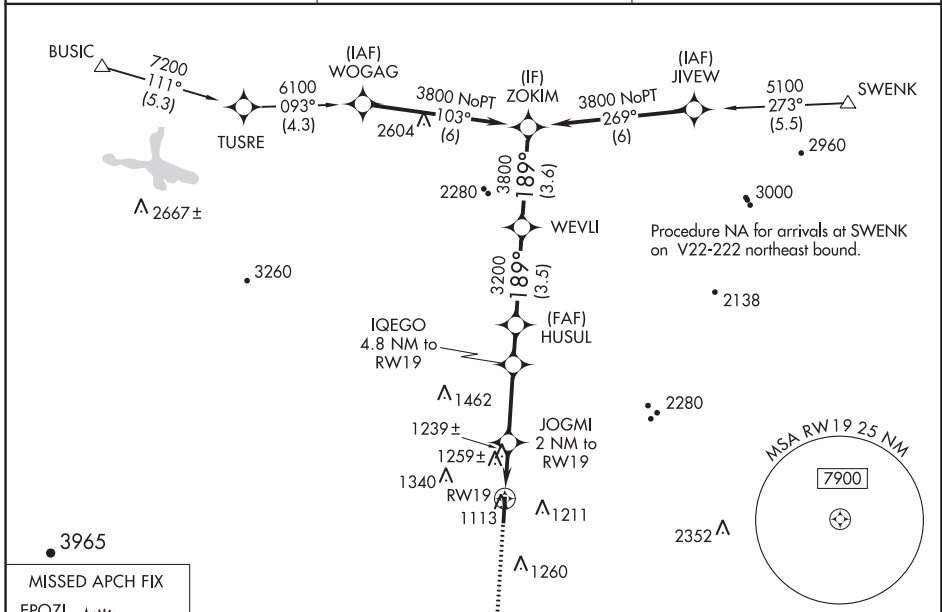 BUSIC
7200
111°
(5.3)
TUSRE
6100
093°
(4.3)
(IAF)
WOGAG
3800 NoPT
103°
(6)
2604
(IF)
ZOKIM
3800 NoPT
269°
(6)
(IAF)
JIVEW
5100
273°
(5.5)
SWENK
2960
3000
Procedure NA for arrivals at SWENK
on V22-222 northeast bound.
2667 ±
3260
2280
3800
189°
(3.6)
WEVLI
3200
189°
(3.5)
2138
(FAF)
HUSUL
IQEGO
4.8 NM to
RW19
1462
2280
JOGMI
2 NM to
RW19
1239 ±
1259 ±
1340
RW19
1113
1211
1260
2352
MSA RW19 25 NM
7900
3965
MISSED APCH FIX
EPOZI